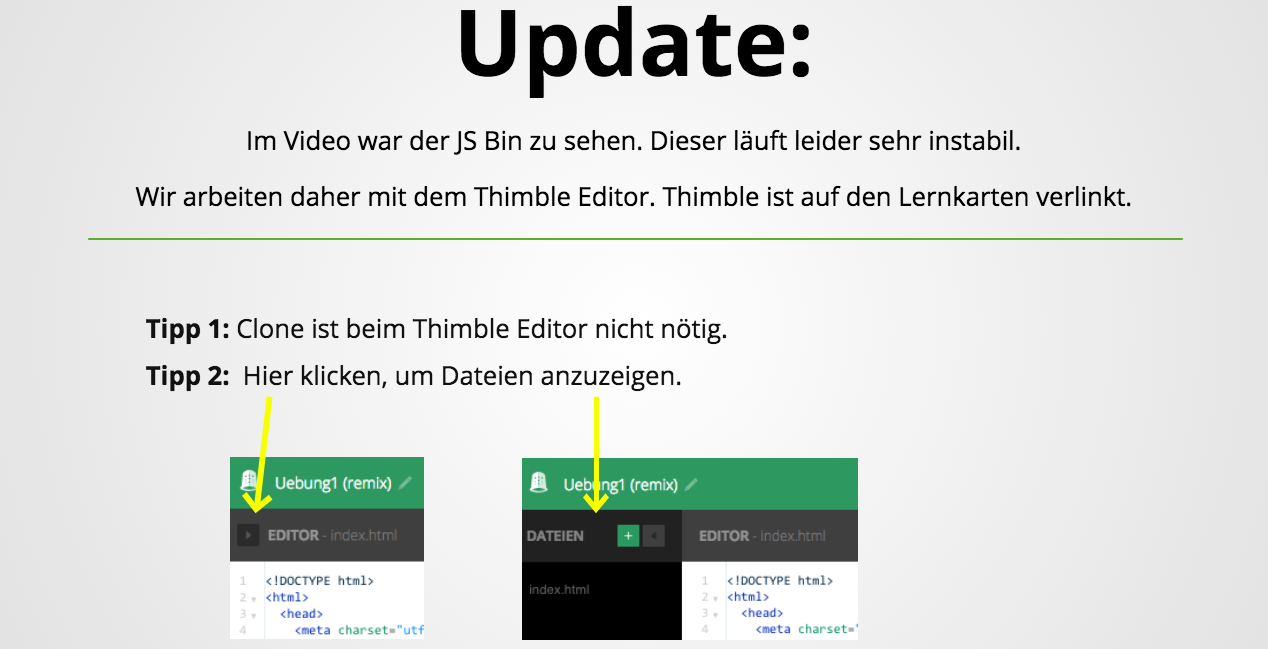 Update:
Im Video war der JS Bin zu sehen. Dieser läuft leider sehr instabil.
Wir arbeiten daher mit dem Thimble Editor. Thimble ist auf den Lernkarten verlinkt.
Tipp 1: Clone ist beim Thimble Editor nicht nötig.
Tipp 2: Hier klicken, um Dateien anzuzeigen.
Uebung1 (remix)
EDITOR - index.html
1 <!DOCTYPE html>
2 <html>
3 <head>
4 <meta charset="utf
Uebung1 (remix)
DATEIEN +
index.html
EDITOR - index.html
1 <!DOCTYPE html>
2 <html>
3 <head>
4 <meta charset="